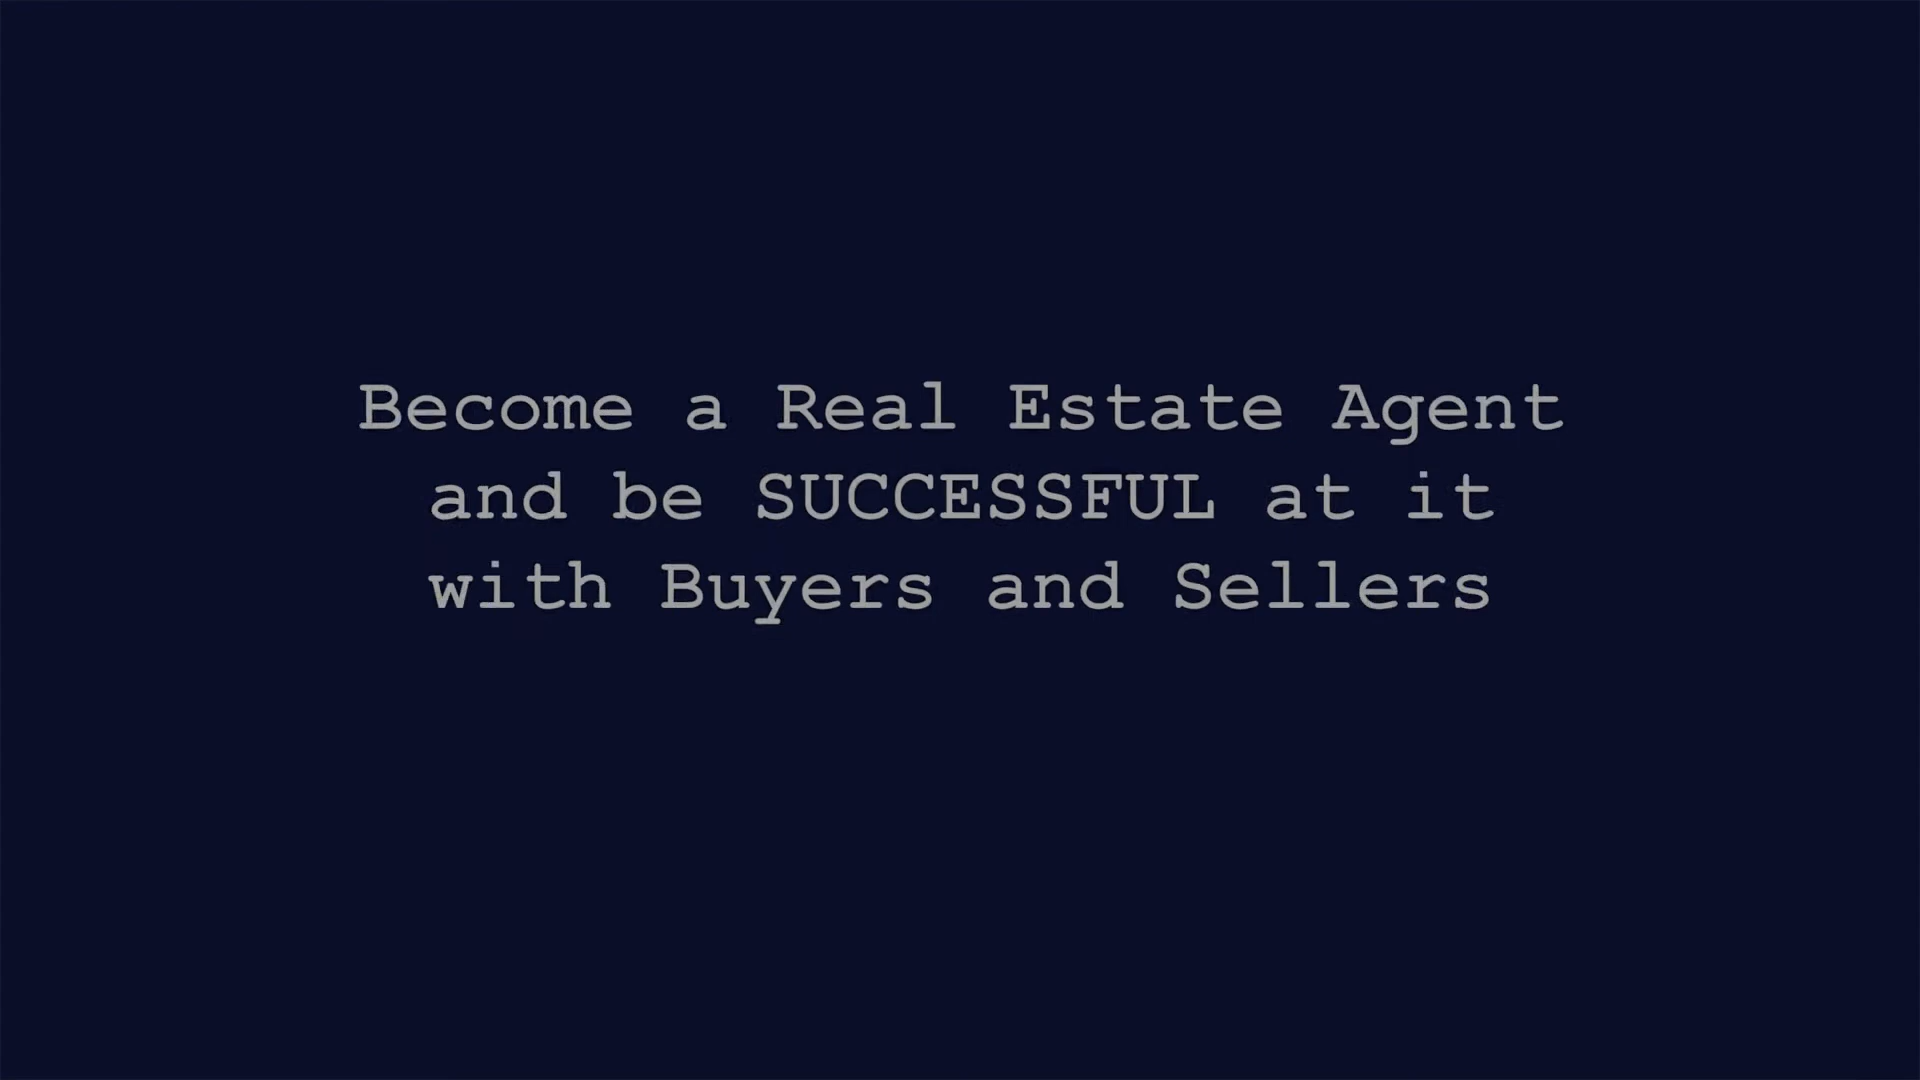 Become a Real Estate Agent
and be SUCCESSFUL at it
with Buyers and Sellers